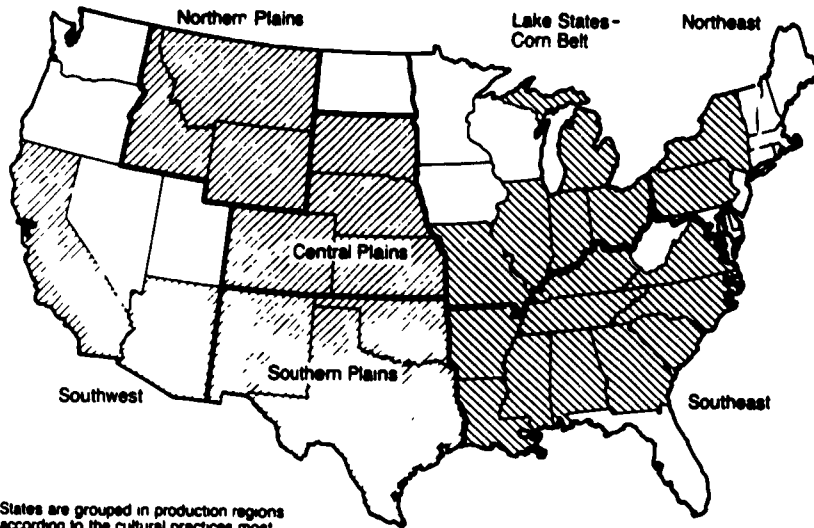 Northern Plains
Lake States-
Corn Belt
Northeast
Central Plains
Southern Plains
Southwest
Southeast
States are grouped in production regions
according to the cultural practices most